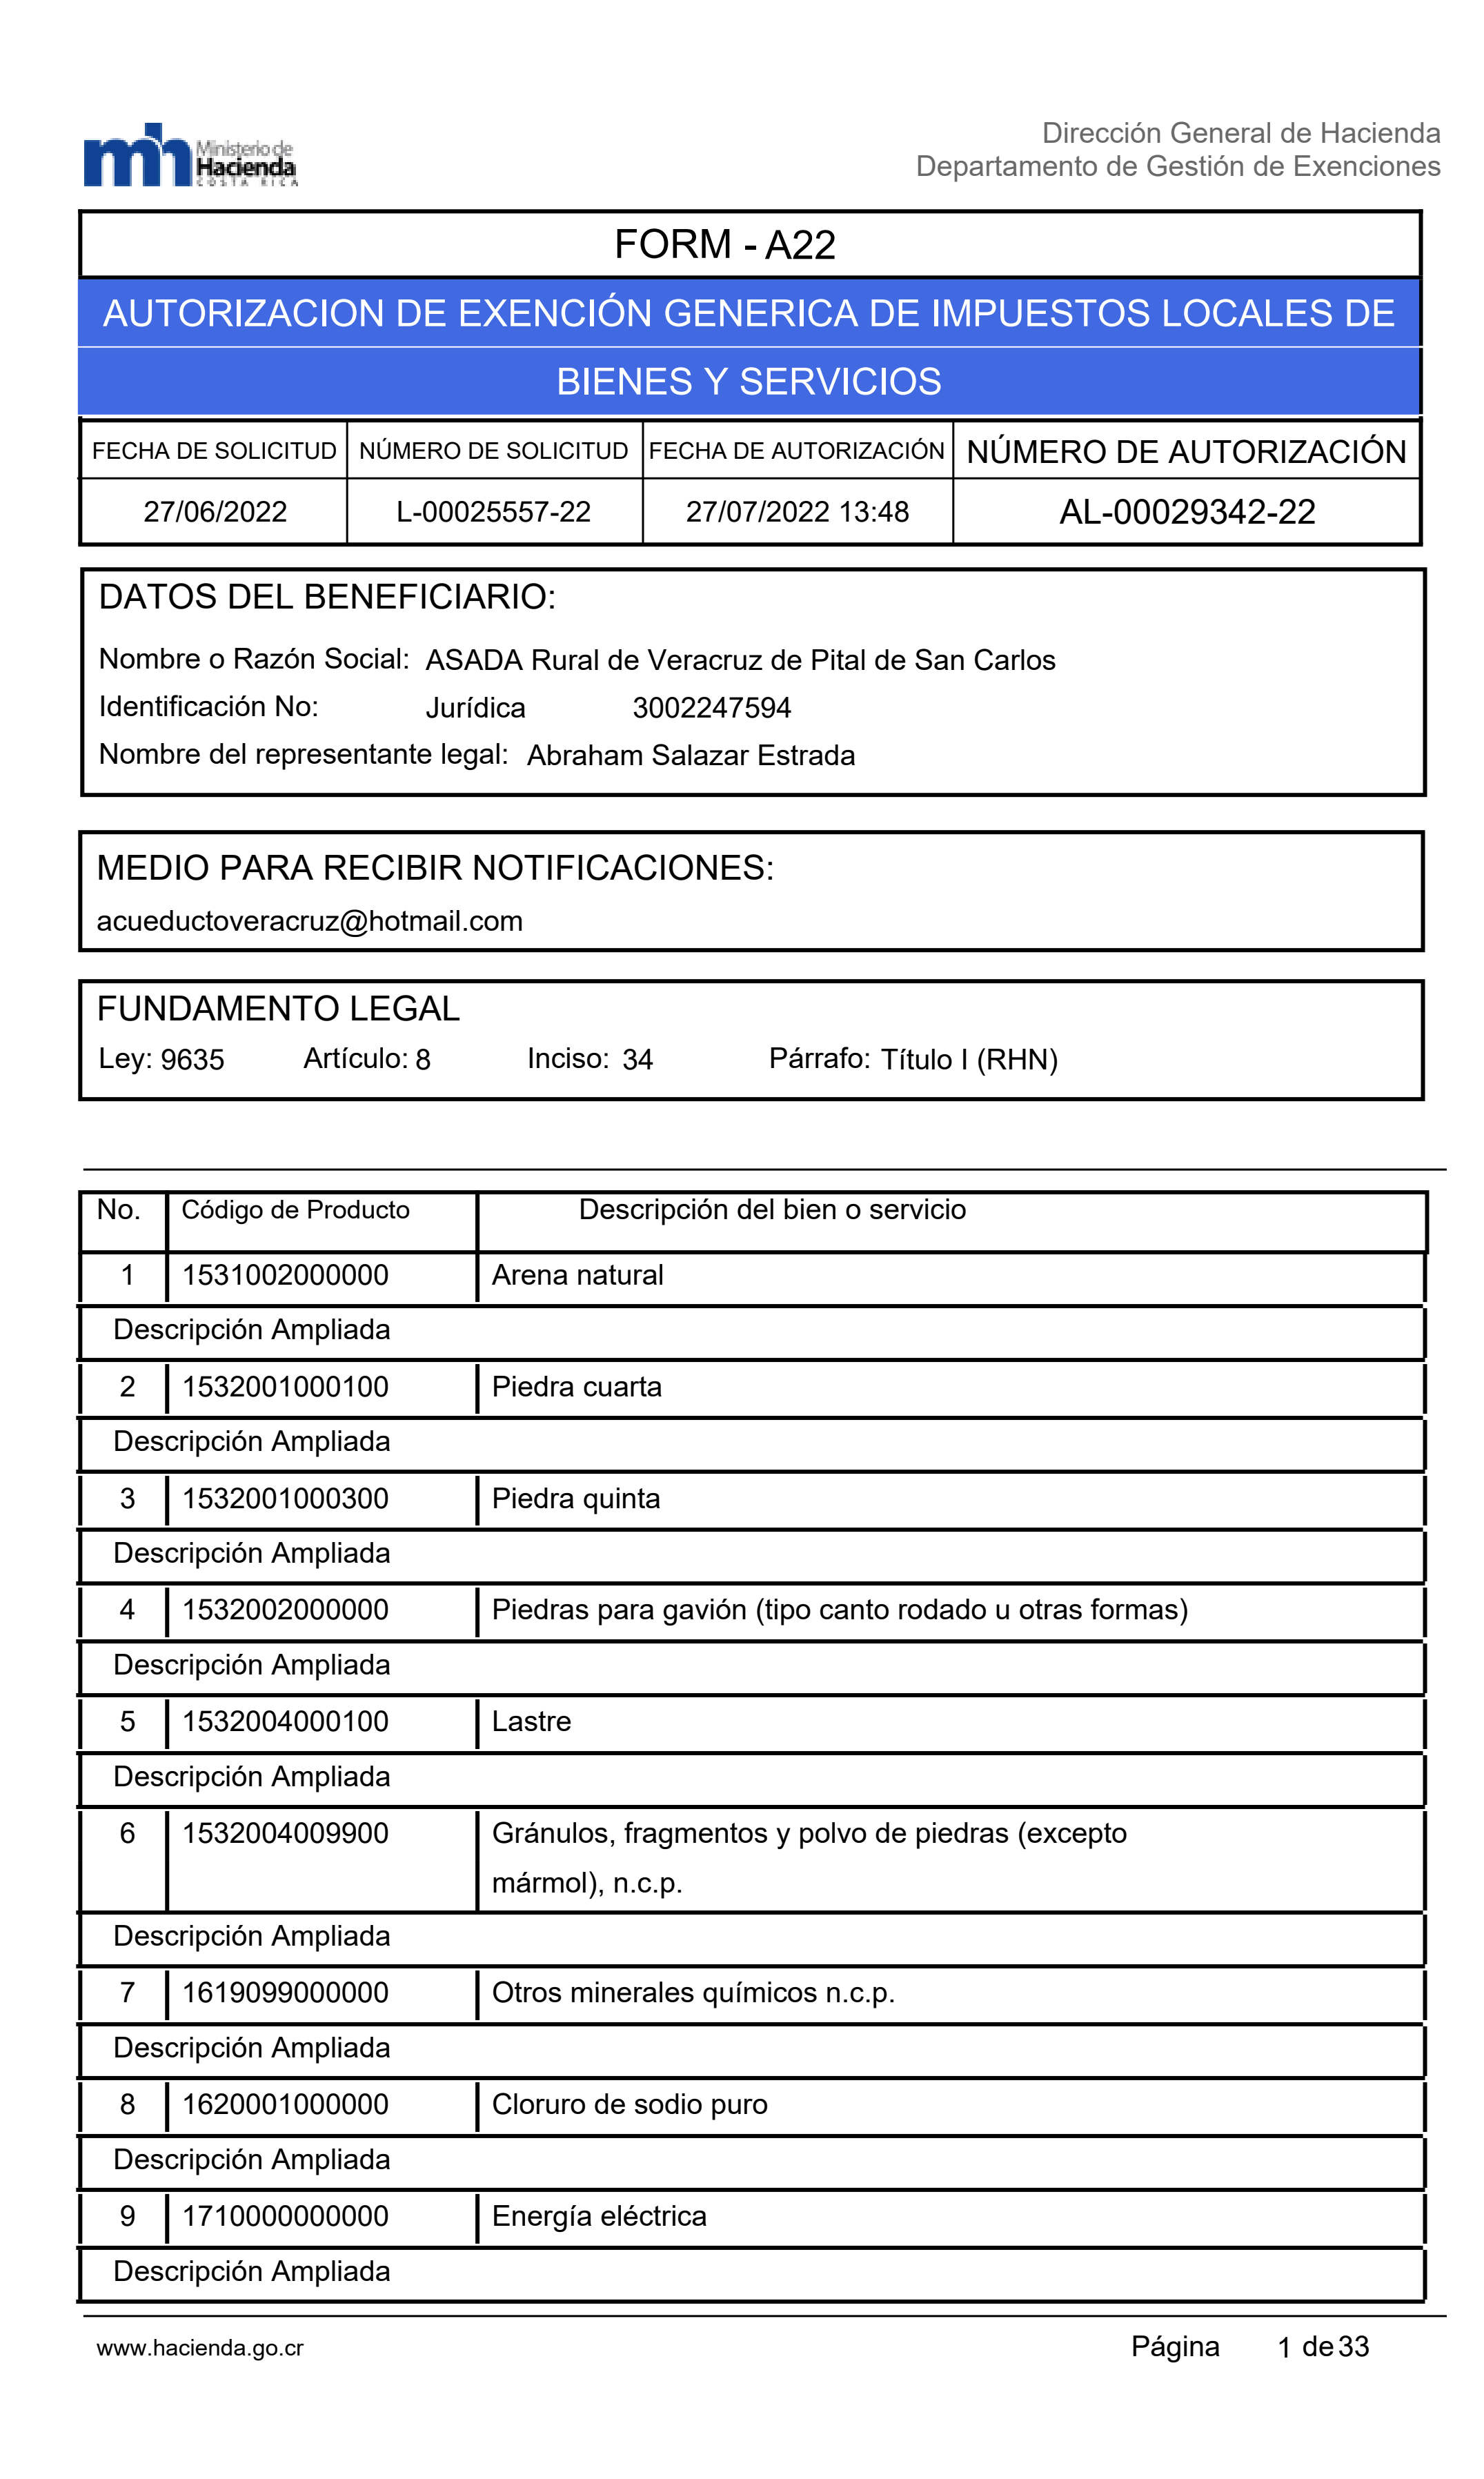 Ministerio de
Hacienda
COSTA RICA
Dirección General de Hacienda
Departamento de Gestión de Exenciones
FORM - A22
AUTORIZACION DE EXENCIÓN GENERICA DE IMPUESTOS LOCALES DE
BIENES Y SERVICIOS
FECHA DE SOLICITUD NÚMERO DE SOLICITUD FECHA DE AUTORIZACIÓN NÚMERO DE AUTORIZACIÓN
27/06/2022 L-00025557-22 27/07/2022 13:48 AL-00029342-22
DATOS DEL BENEFICIARIO:
Nombre o Razón Social: ASADA Rural de Veracruz de Pital de San Carlos
Identificación No: Jurídica 3002247594
Nombre del representante legal: Abraham Salazar Estrada
MEDIO PARA RECIBIR NOTIFICACIONES:
acueductoveracruz@hotmail.com
FUNDAMENTO LEGAL
Ley: 9635 Artículo: 8 Inciso: 34 Párrafo: Título I (RHN)
No. Código de Producto Descripción del bien o servicio
1 1531002000000 Arena natural
Descripción Ampliada
2 1532001000100 Piedra cuarta
Descripción Ampliada
3 1532001000300 Piedra quinta
Descripción Ampliada
4 1532002000000 Piedras para gavión (tipo canto rodado u otras formas)
Descripción Ampliada
5 1532004000100 Lastre
Descripción Ampliada
6 1532004009900 Gránulos, fragmentos y polvo de piedras (excepto
mármol), n.c.p.
Descripción Ampliada
7 1619099000000 Otros minerales químicos n.c.p.
Descripción Ampliada
8 1620001000000 Cloruro de sodio puro
Descripción Ampliada
9 1710000000000 Energía eléctrica
Descripción Ampliada
www.hacienda.go.cr Página 1 de 33